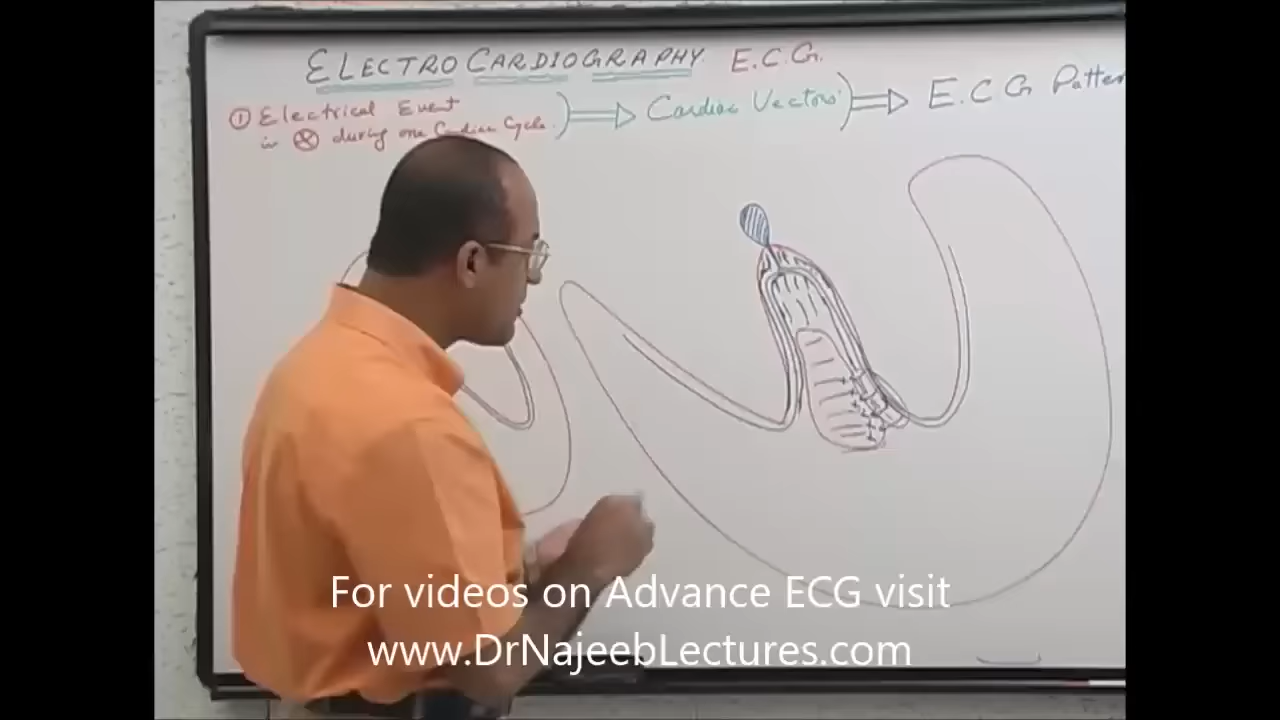 ELECTRO CARDIOGRAPHY. E.C.G.
① Electrical Event
in during one Cardiac Cycle. Cardiac Vectors E.C.G Patter
For videos on Advance ECG visit
www.DrNajeebLectures.com